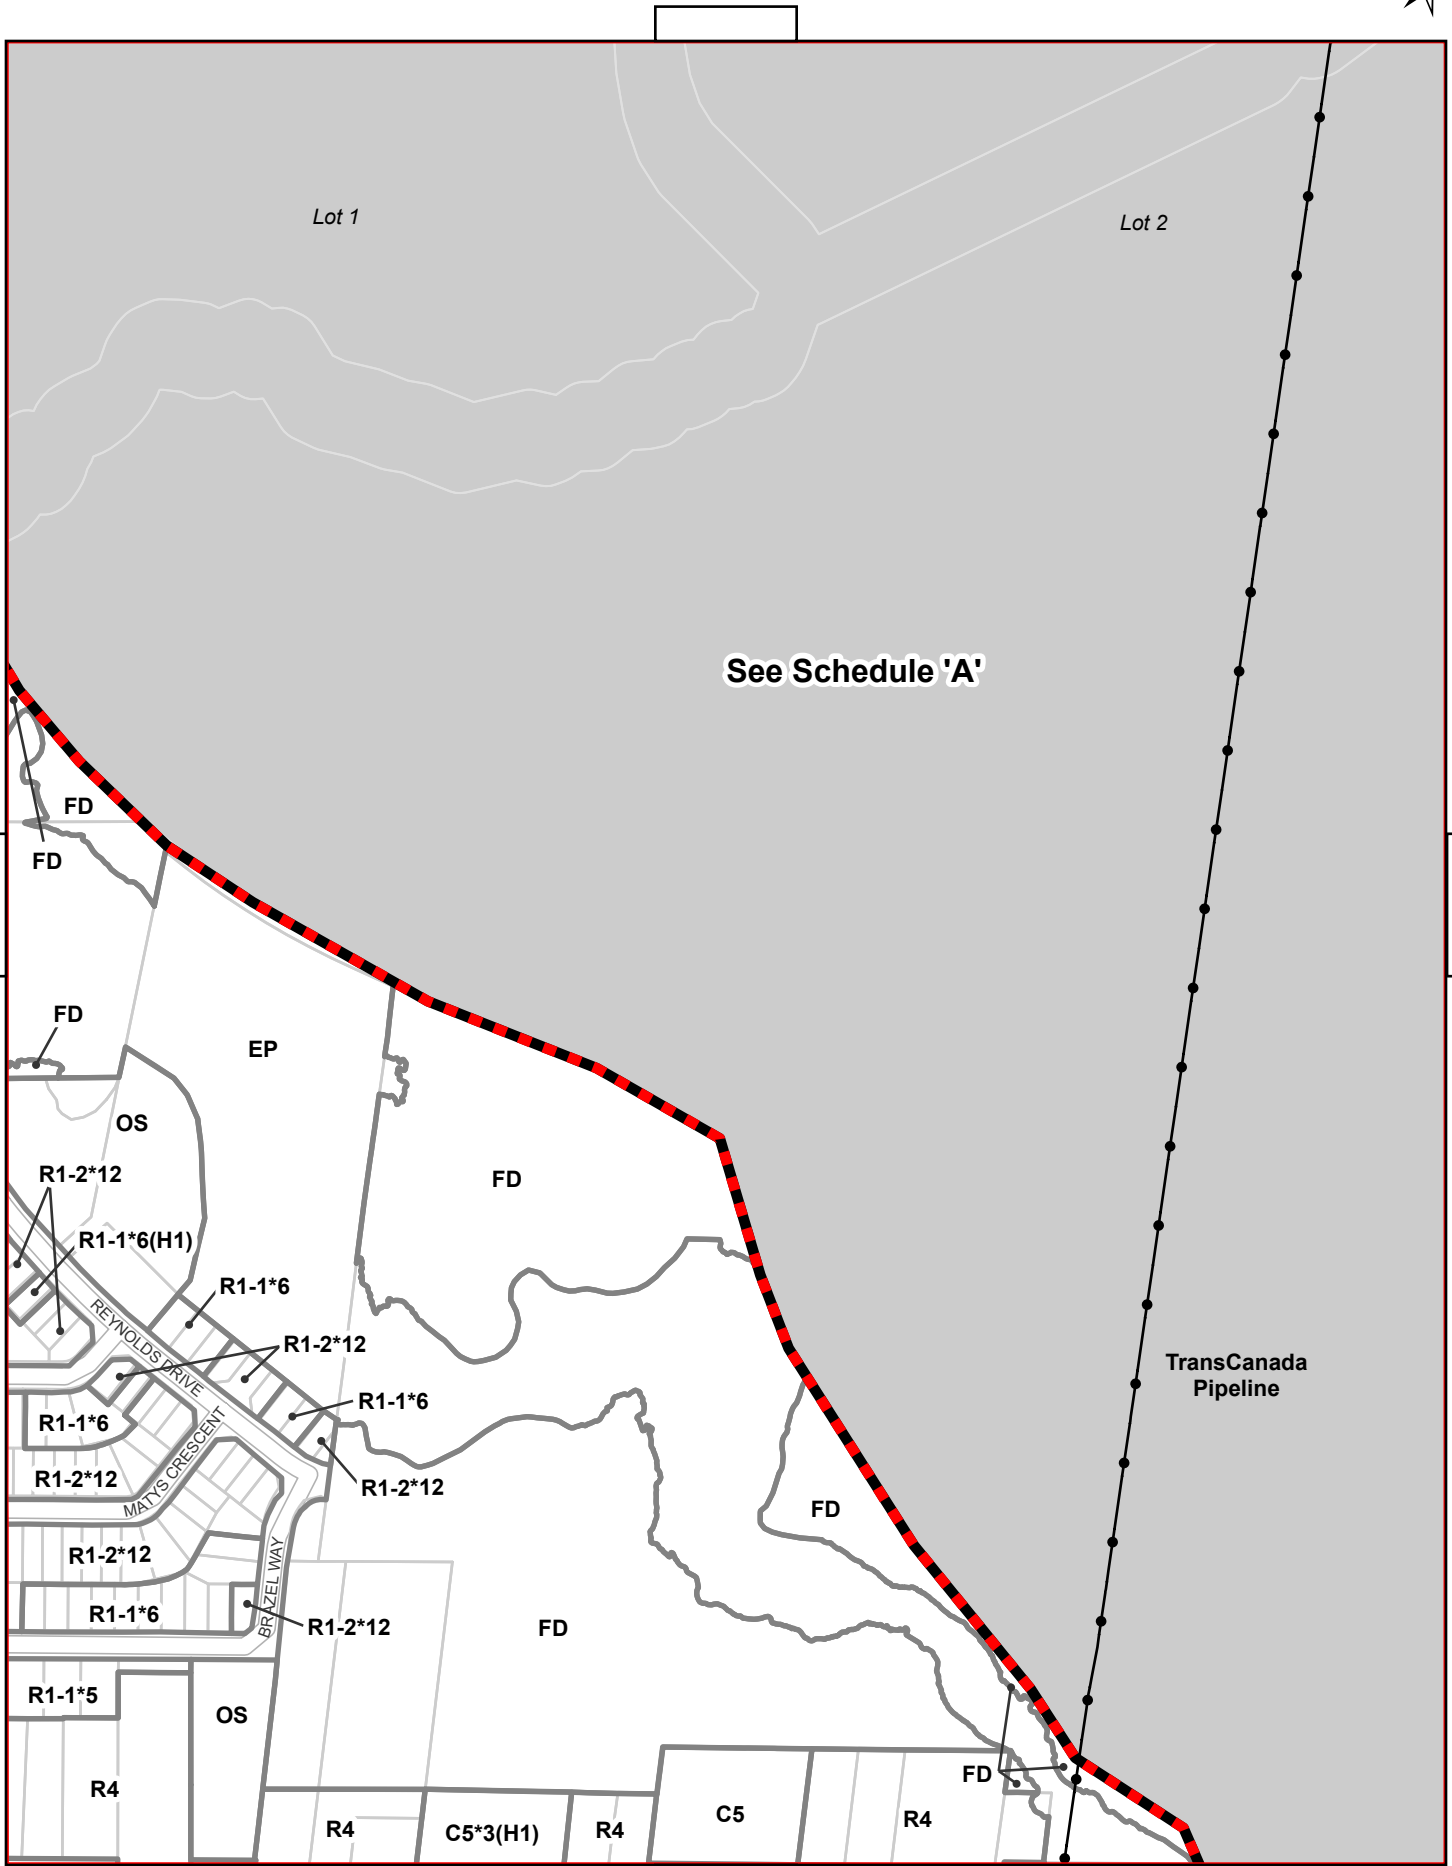 Lot 1
Lot 2
See Schedule 'A'
FD
FD
FD
EP
OS
FD
R1-2*12
R1-1*6(H1)
R1-1*6
REYNOLDS DRIVE
R1-2*12
TransCanada
Pipeline
R1-1*6
R1-1*6
MATYS CRESCENT
R1-2*12
R1-2*12
FD
R1-2*12
BRAZEL WAY
R1-1*6
R1-2*12
FD
R1-1*5
OS
FD
R4
R4
C5*3(H1)
R4
C5
R4